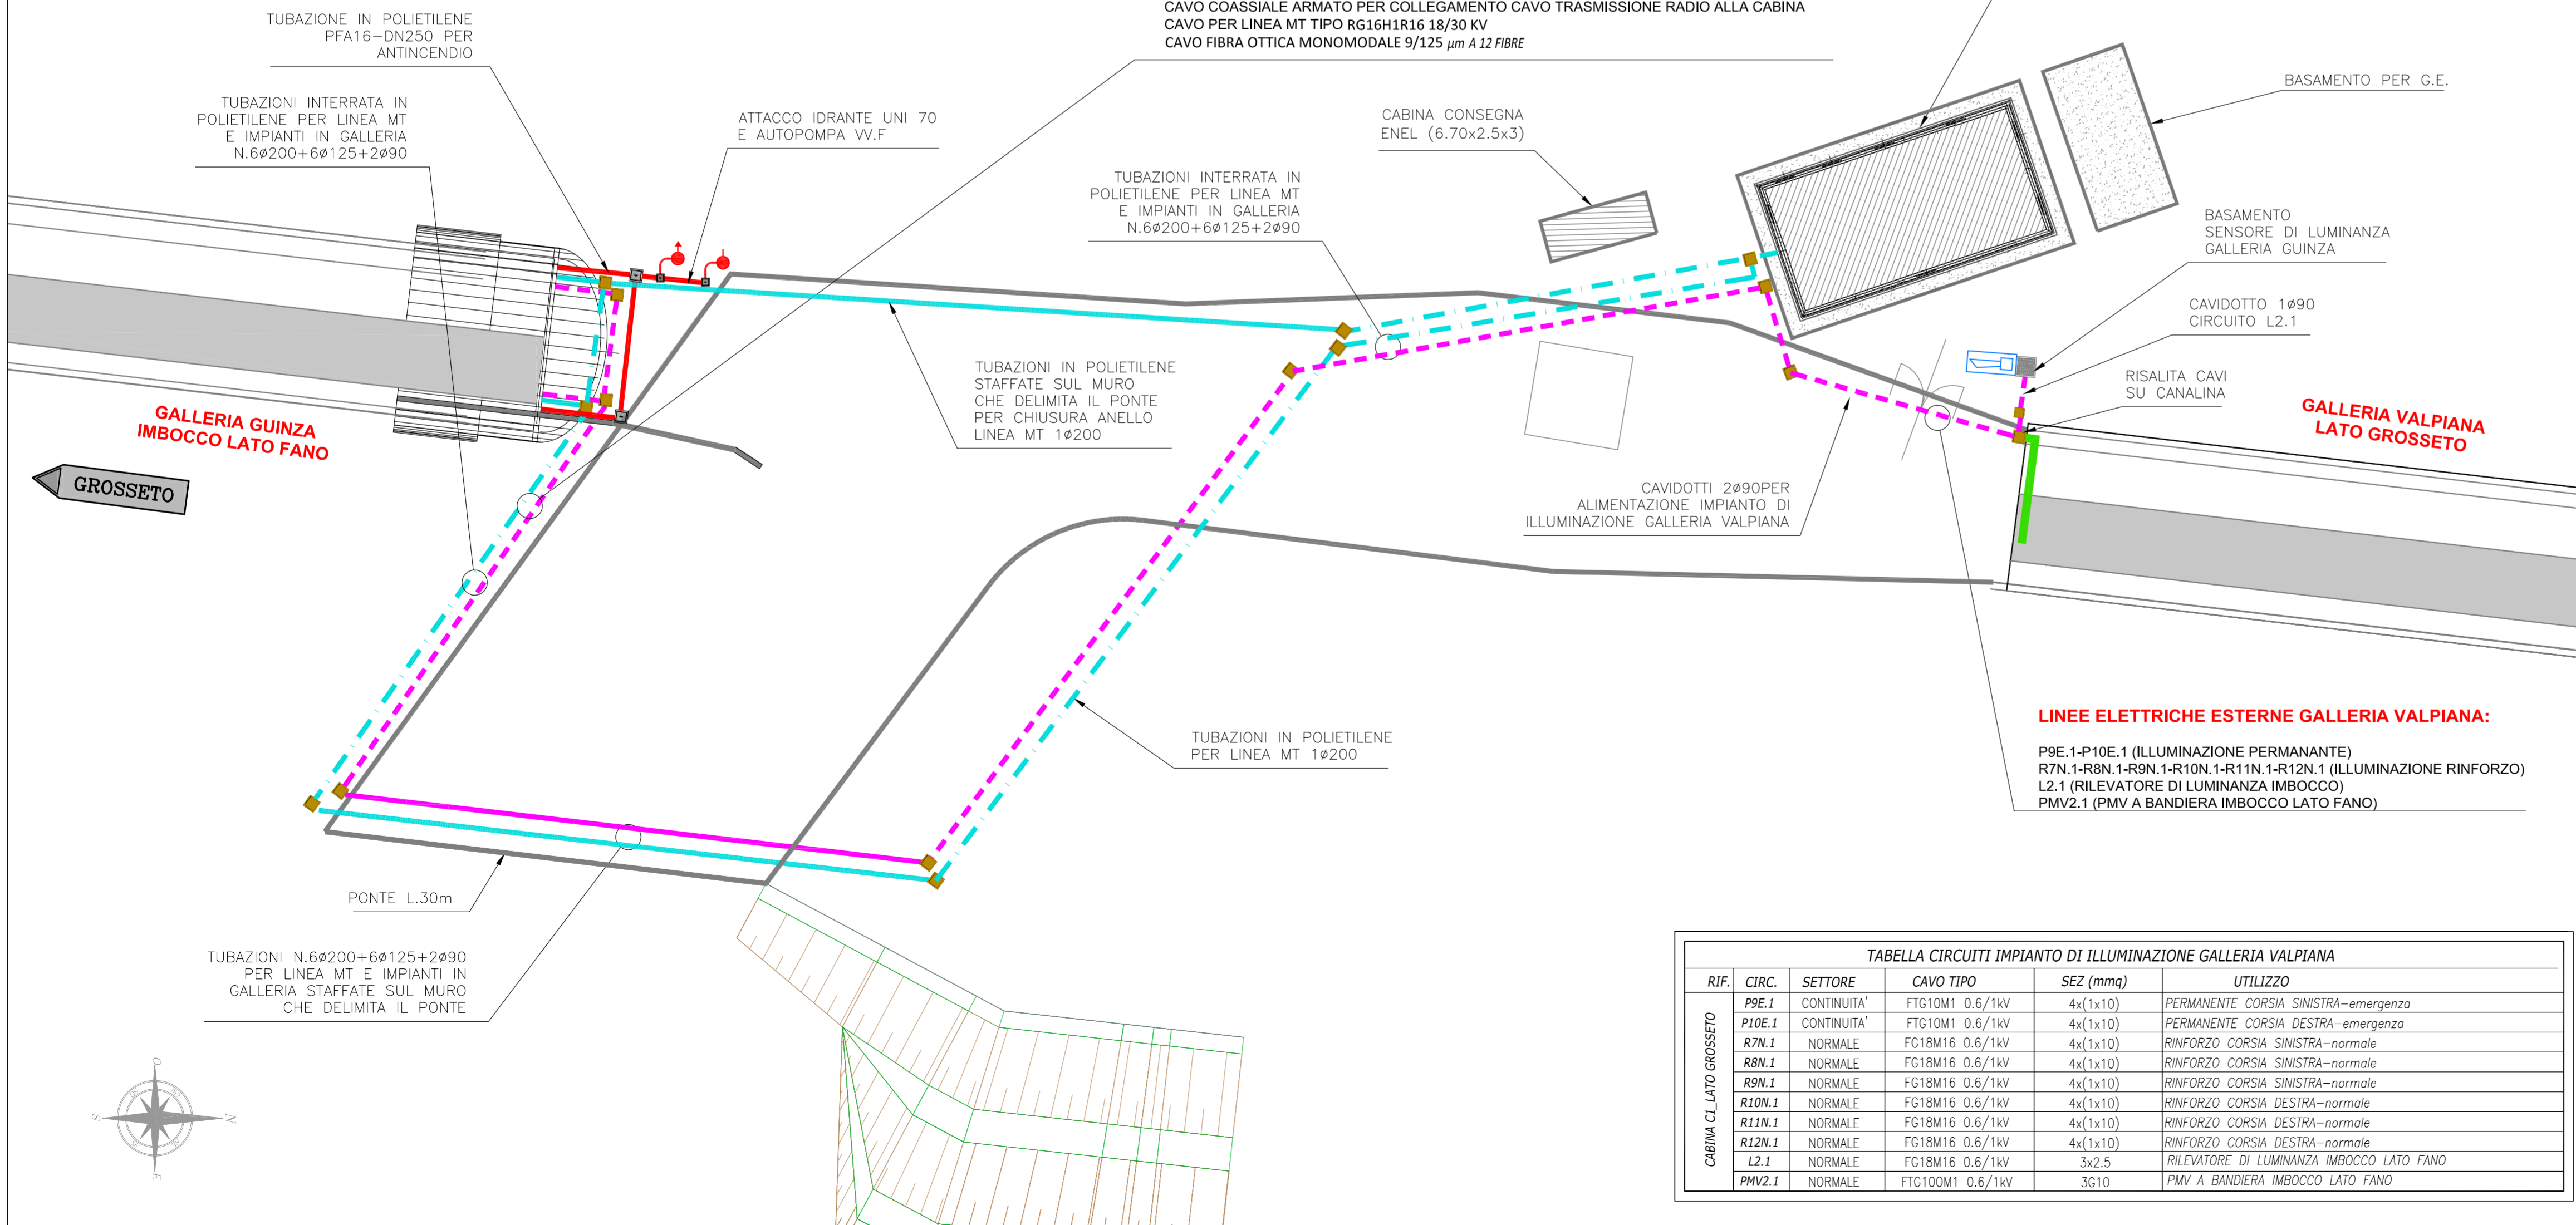 CAVO COASSIALE ARMATO PER COLLEGAMENTO CAVO TRASMISSIONE RADIO ALLA CABINA
CAVO PER LINEA MT TIPO RG16H1R16 18/30 KV
CAVO FIBRA OTTICA MONOMODALE 9/125 µm A 12 FIBRE
TUBAZIONE IN POLIETILENE
PFA16-DN250 PER
ANTINCENDIO
TUBAZIONI INTERRATA IN
POLIETILENE PER LINEA MT
E IMPIANTI IN GALLERIA
N.6ø200+6ø125+2ø90
ATTACCO IDRANTE UNI 70
E AUTOPOMPA VV.F
CABINA CONSEGNA
ENEL (6.70x2.5x3)
BASAMENTO PER G.E.
TUBAZIONI INTERRATA IN
POLIETILENE PER LINEA MT
E IMPIANTI IN GALLERIA
N.6ø200+6ø125+2ø90
BASAMENTO
SENSORE DI LUMINANZA
GALLERIA GUINZA
CAVIDOTTO 1ø90
CIRCUITO L2.1
RISALITA CAVI
SU CANALINA
TUBAZIONI IN POLIETILENE
STAFFATE SUL MURO
CHE DELIMITA IL PONTE
PER CHIUSURA ANELLO
LINEA MT 1ø200
GALLERIA GUINZA
IMBOCCO LATO FANO
GALLERIA VALPIANA
LATO GROSSETO
GROSSETO
CAVIDOTTI 2ø90PER
ALIMENTAZIONE IMPIANTO DI
ILLUMINAZIONE GALLERIA VALPIANA
TUBAZIONI IN POLIETILENE
PER LINEA MT 1ø200
LINEE ELETTRICHE ESTERNE GALLERIA VALPIANA:
P9E.1-P10E.1 (ILLUMINAZIONE PERMANANTE)
R7N.1-R8N.1-R9N.1-R10N.1-R11N.1-R12N.1 (ILLUMINAZIONE RINFORZO)
L2.1 (RILEVATORE DI LUMINANZA IMBOCCO)
PMV2.1 (PMV A BANDIERA IMBOCCO LATO FANO)
PONTE L.30m
TUBAZIONI N.6ø200+6ø125+2ø90
PER LINEA MT E IMPIANTI IN
GALLERIA STAFFATE SUL MURO
CHE DELIMITA IL PONTE
O
S
N
E
TABELLA CIRCUITI IMPIANTO DI ILLUMINAZIONE GALLERIA VALPIANA
RIF. CIRC. SETTORE CAVO TIPO SEZ (mmq) UTILIZZO
CABINA C1_LATO GROSSETO
P9E.1 CONTINUITA' FTG10M1 0.6/1kV 4x(1x10) PERMANENTE CORSIA SINISTRA-emergenza
P10E.1 CONTINUITA' FTG10M1 0.6/1kV 4x(1x10) PERMANENTE CORSIA DESTRA-emergenza
R7N.1 NORMALE FG18M16 0.6/1kV 4x(1x10) RINFORZO CORSIA SINISTRA-normale
R8N.1 NORMALE FG18M16 0.6/1kV 4x(1x10) RINFORZO CORSIA SINISTRA-normale
R9N.1 NORMALE FG18M16 0.6/1kV 4x(1x10) RINFORZO CORSIA SINISTRA-normale
R10N.1 NORMALE FG18M16 0.6/1kV 4x(1x10) RINFORZO CORSIA DESTRA-normale
R11N.1 NORMALE FG18M16 0.6/1kV 4x(1x10) RINFORZO CORSIA DESTRA-normale
R12N.1 NORMALE FG18M16 0.6/1kV 4x(1x10) RINFORZO CORSIA DESTRA-normale
L2.1 NORMALE FG18M16 0.6/1kV 3x2.5 RILEVATORE DI LUMINANZA IMBOCCO LATO FANO
PMV2.1 NORMALE FTG10OM1 0.6/1kV 3G10 PMV A BANDIERA IMBOCCO LATO FANO